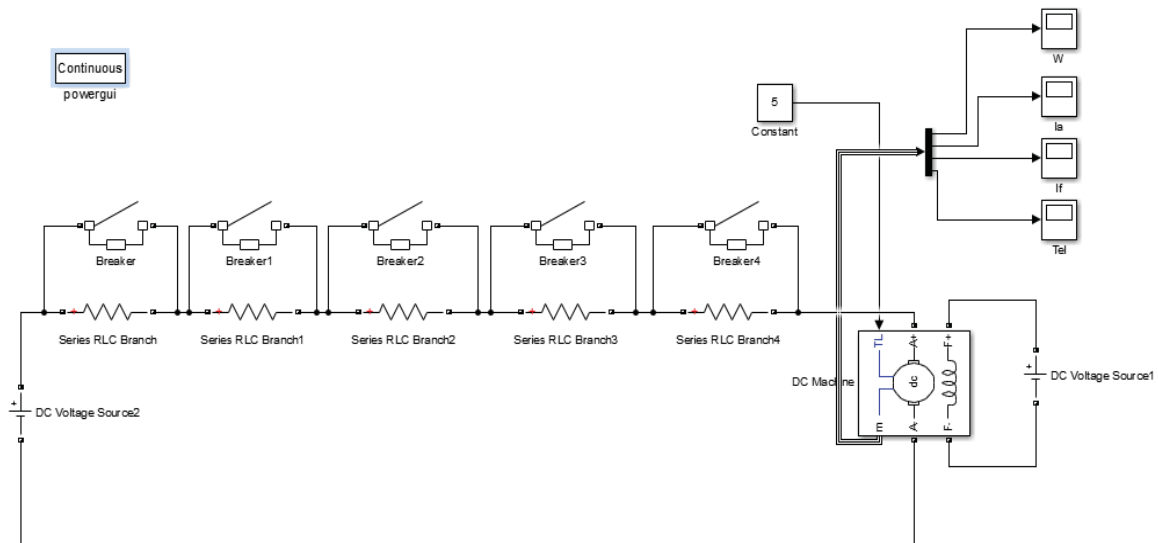 Continuous
powergui
5
Constant
W
Ia
If
Tel
Breaker
Breaker1
Breaker2
Breaker3
Breaker4
Series RLC Branch
Series RLC Branch1
Series RLC Branch2
Series RLC Branch3
Series RLC Branch4
TL
A+
F+
DC Machine
dc
m
A-
F-
+
DC Voltage Source1
+
DC Voltage Source2